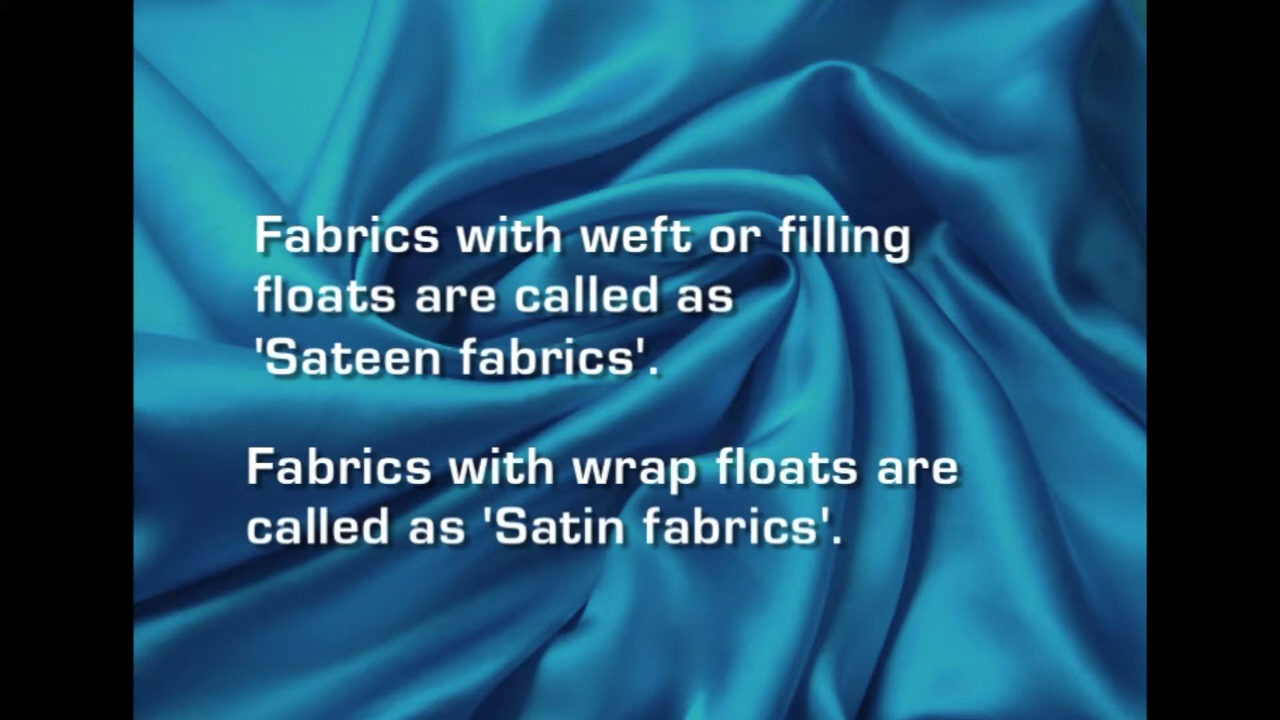 Fabrics with weft or filling
floats are called as
'Sateen fabrics'.
Fabrics with wrap floats are
called as 'Satin fabrics'.